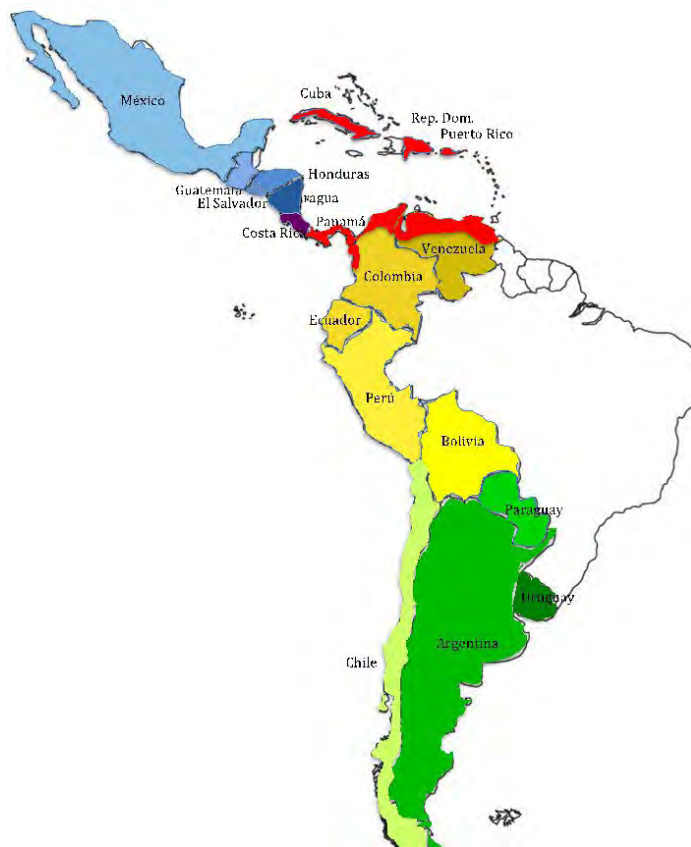 Cuba
Rep. Dom.
Puerto Rico
México
Honduras
Guatemala
El Salvador
aragua
Costa Rica
Panamá
Venezuela
Colombia
Ecuador
Perú
Bolivia
Paraguay
Uruguay
Argentina
Chile